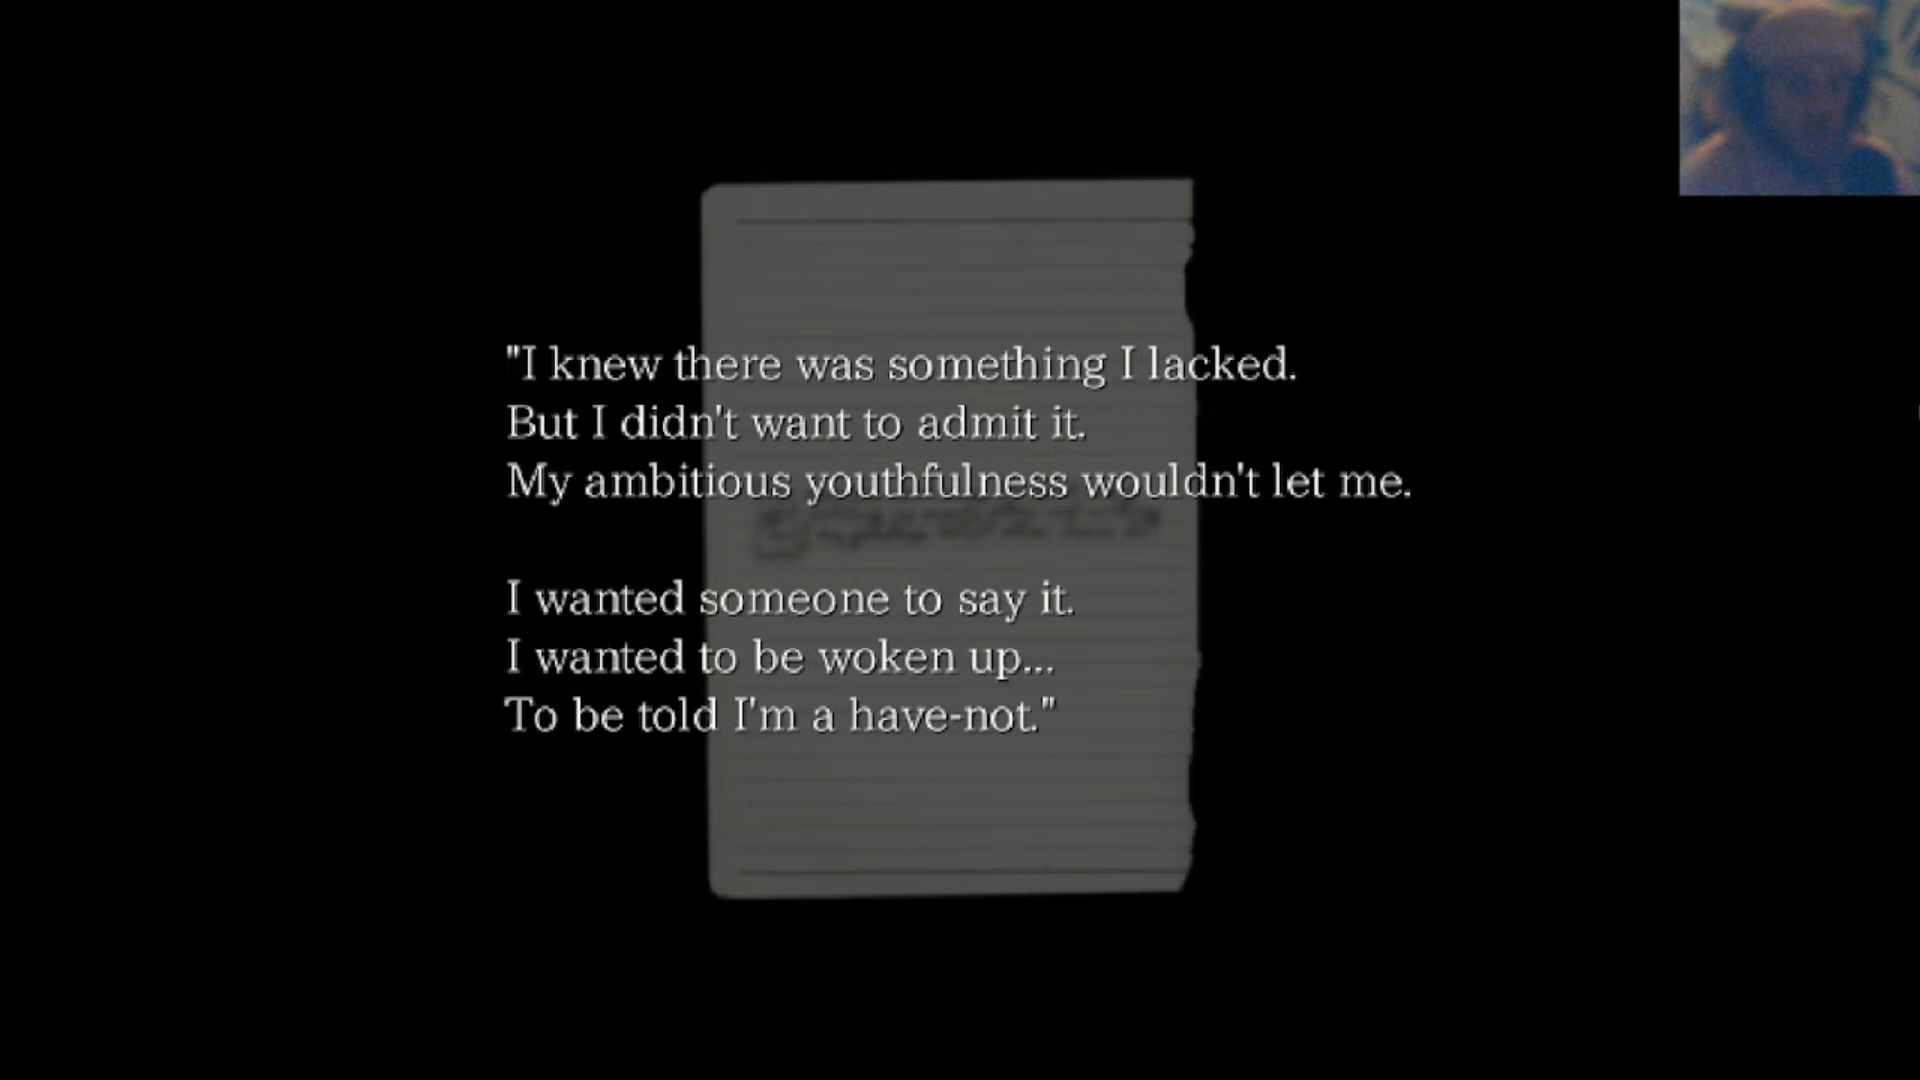 "I knew there was something I lacked.
But I didn't want to admit it.
My ambitious youthfulness wouldn't let me.
I wanted someone to say it.
I wanted to be woken up...
To be told I'm a have-not."